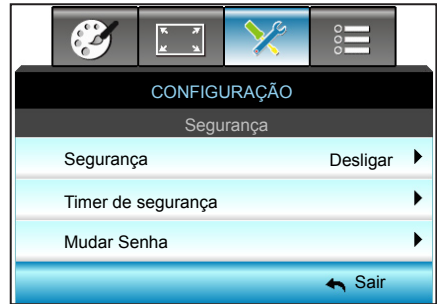 CONFIGURAÇÃO
Segurança
Segurança Desligar
Timer de segurança
Mudar Senha
Sair